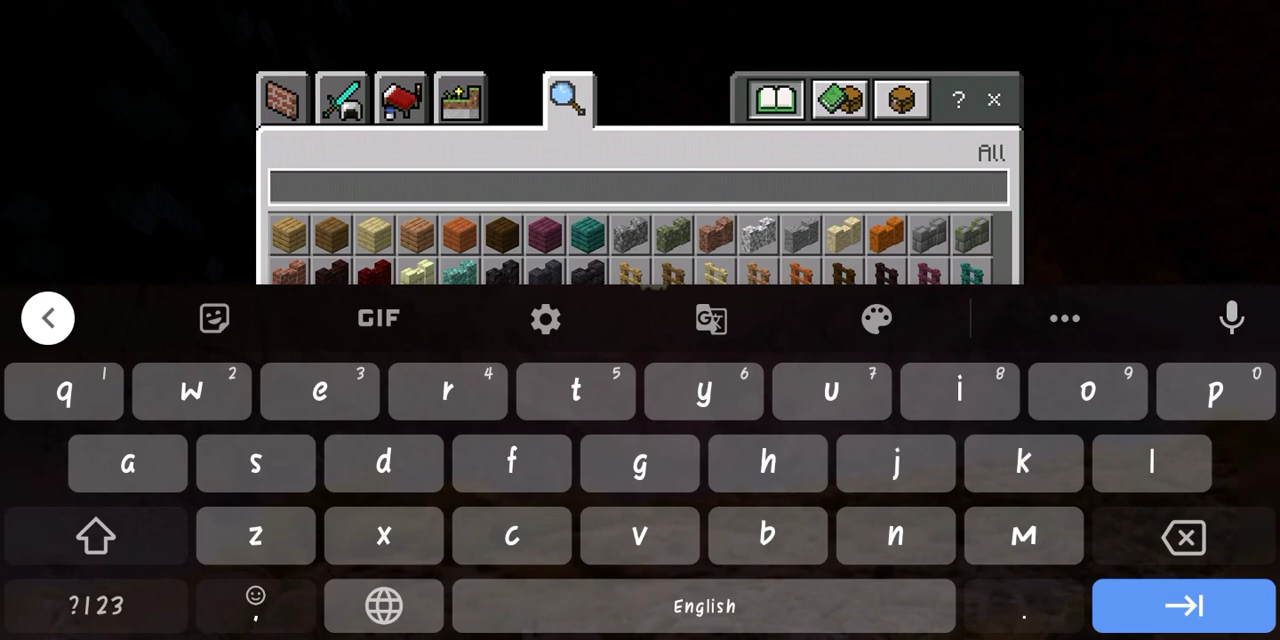 ? ×
All
GIF
q 1 w 2 e 3 r 4 t 5 y 6 u 7 i 8 o 9 p 0
a s d f g h j k l
z x c v b n m
?123 , English .